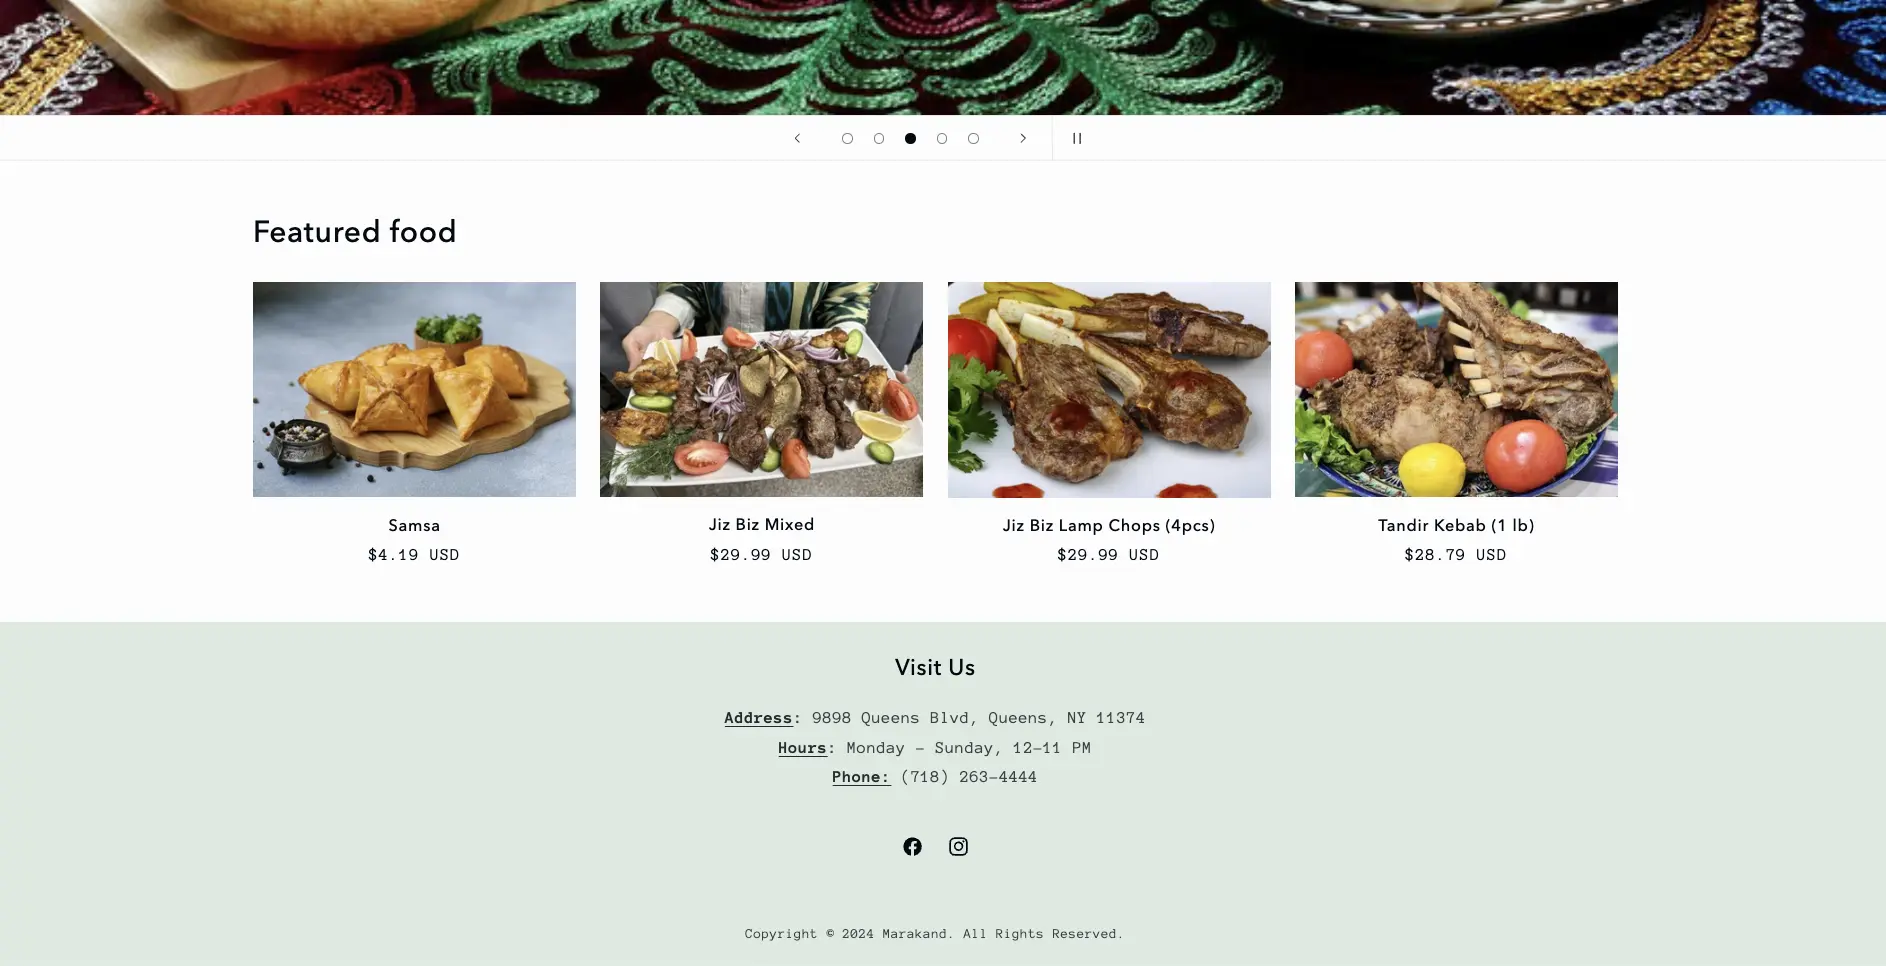 Featured food
Samsa
$4.19 USD
Jiz Biz Mixed
$29.99 USD
Jiz Biz Lamp Chops (4pcs)
$29.99 USD
Tandir Kebab (1 lb)
$28.79 USD
Visit Us
Address: 9898 Queens Blvd, Queens, NY 11374
Hours: Monday - Sunday, 12-11 PM
Phone: (718) 263-4444
Copyright © 2024 Marakand. All Rights Reserved.